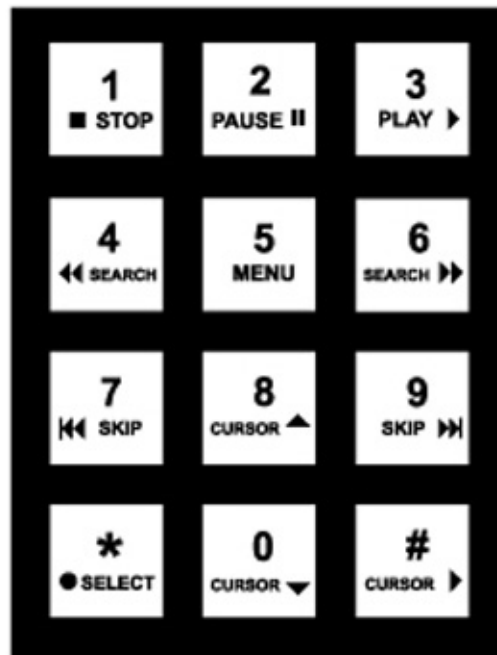 1 2 3
■ STOP PAUSE II PLAY ▶
4 5 6
◀◀ SEARCH MENU SEARCH ▶▶
7 8 9
|◀◀ SKIP CURSOR ▲ SKIP ▶▶|
* 0 #
● SELECT CURSOR ▼ CURSOR ▶